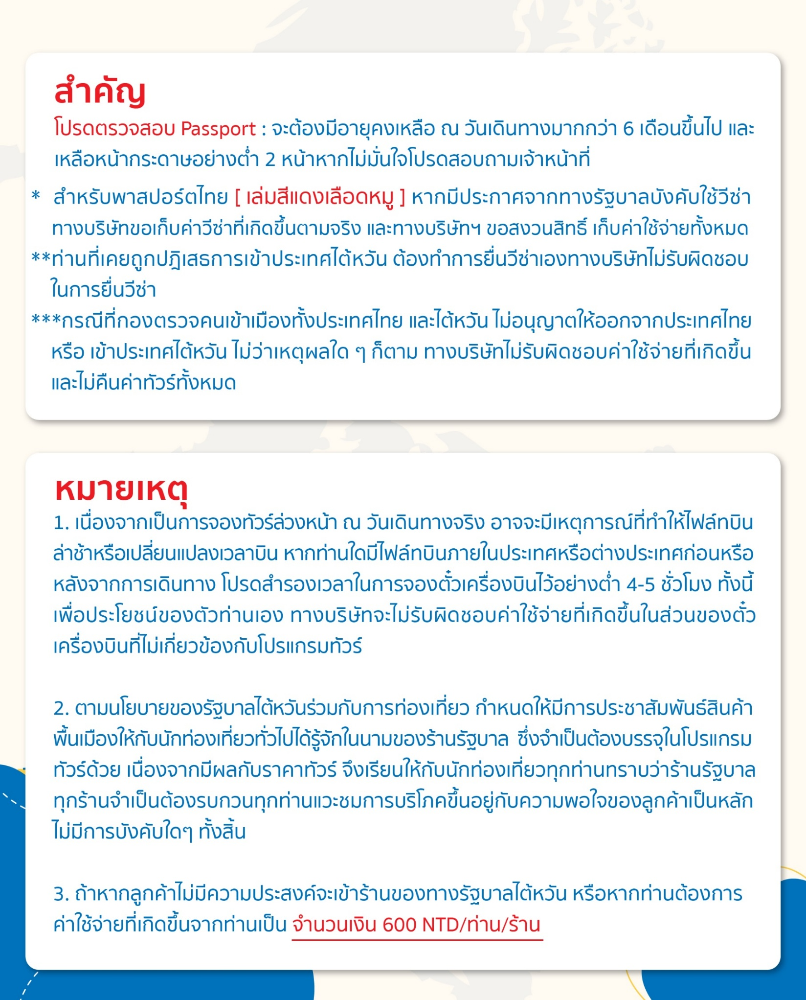 สำคัญ
โปรดตรวจสอบ Passport : จะต้องมีอายุคงเหลือ ณ วันเดินทางมากกว่า 6 เดือนขึ้นไป และ
เหลือหน้ากระดาษอย่างต่ำ 2 หน้าหากไม่มั่นใจโปรดสอบถามเจ้าหน้าที่
* สำหรับพาสปอร์ตไทย [ เล่มสีแดงเลือดหมู ] หากมีประกาศจากทางรัฐบาลบังคับใช้วีซ่า
ทางบริษัทขอเก็บค่าวีซ่าที่เกิดขึ้นตามจริง และทางบริษัทฯ ขอสงวนสิทธิ์ เก็บค่าใช้จ่ายทั้งหมด
**ท่านที่เคยถูกปฎิเสธการเข้าประเทศไต้หวัน ต้องทำการยื่นวีซ่าเองทางบริษัทไม่รับผิดชอบ
ในการยื่นวีซ่า
***กรณีที่กองตรวจคนเข้าเมืองทั้งประเทศไทย และไต้หวัน ไม่อนุญาตให้ออกจากประเทศไทย
หรือ เข้าประเทศไต้หวัน ไม่ว่าเหตุผลใด ๆ ก็ตาม ทางบริษัทไม่รับผิดชอบค่าใช้จ่ายที่เกิดขึ้น
และไม่คืนค่าทัวร์ทั้งหมด
หมายเหตุ
1. เนื่องจากเป็นการจองทัวร์ล่วงหน้า ณ วันเดินทางจริง อาจจะมีเหตุการณ์ที่ทำให้ไฟล์ทบิน
ล่าช้าหรือเปลี่ยนแปลงเวลาบิน หากท่านใดมีไฟล์ทบินภายในประเทศหรือต่างประเทศก่อนหรือ
หลังจากการเดินทาง โปรดสำรองเวลาในการจองตั๋วเครื่องบินไว้อย่างต่ำ 4-5 ชั่วโมง ทั้งนี้
เพื่อประโยชน์ของตัวท่านเอง ทางบริษัทจะไม่รับผิดชอบค่าใช้จ่ายที่เกิดขึ้นในส่วนของตั๋ว
เครื่องบินที่ไม่เกี่ยวข้องกับโปรแกรมทัวร์
2. ตามนโยบายของรัฐบาลไต้หวันร่วมกับการท่องเที่ยว กำหนดให้มีการประชาสัมพันธ์สินค้า
พื้นเมืองให้กับนักท่องเที่ยวทั่วไปได้รู้จักในนามของร้านรัฐบาล ซึ่งจำเป็นต้องบรรจุในโปรแกรม
ทัวร์ด้วย เนื่องจากมีผลกับราคาทัวร์ จึงเรียนให้กับนักท่องเที่ยวทุกท่านทราบว่าร้านรัฐบาล
ทุกร้านจำเป็นต้องรบกวนทุกท่านแวะชมการบริโภคขึ้นอยู่กับความพอใจของลูกค้าเป็นหลัก
ไม่มีการบังคับใดๆ ทั้งสิ้น
3. ถ้าหากลูกค้าไม่มีความประสงค์จะเข้าร้านของทางรัฐบาลไต้หวัน หรือหากท่านต้องการ
ค่าใช้จ่ายที่เกิดขึ้นจากท่านเป็น จำนวนเงิน 600 NTD/ท่าน/ร้าน